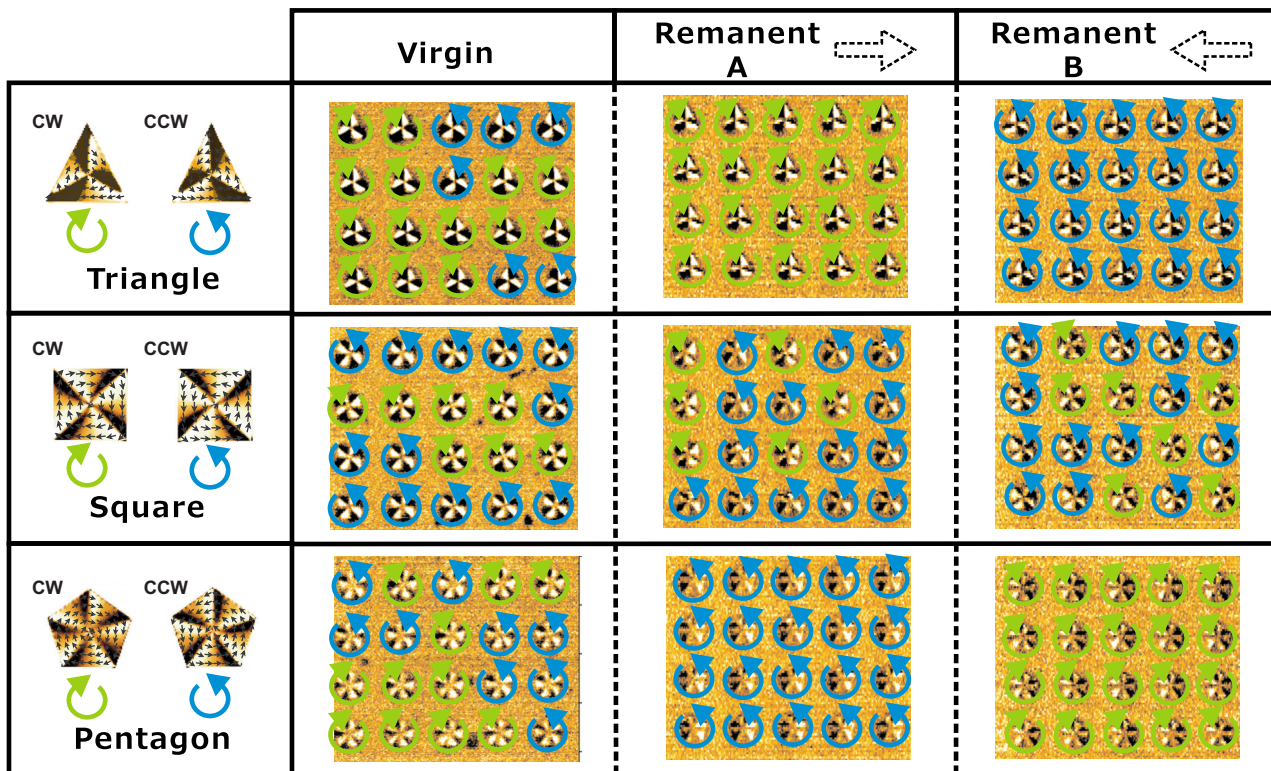 Virgin
Remanent
A
Remanent
B
CW
CCW
Triangle
CW
CCW
Square
CW
CCW
Pentagon